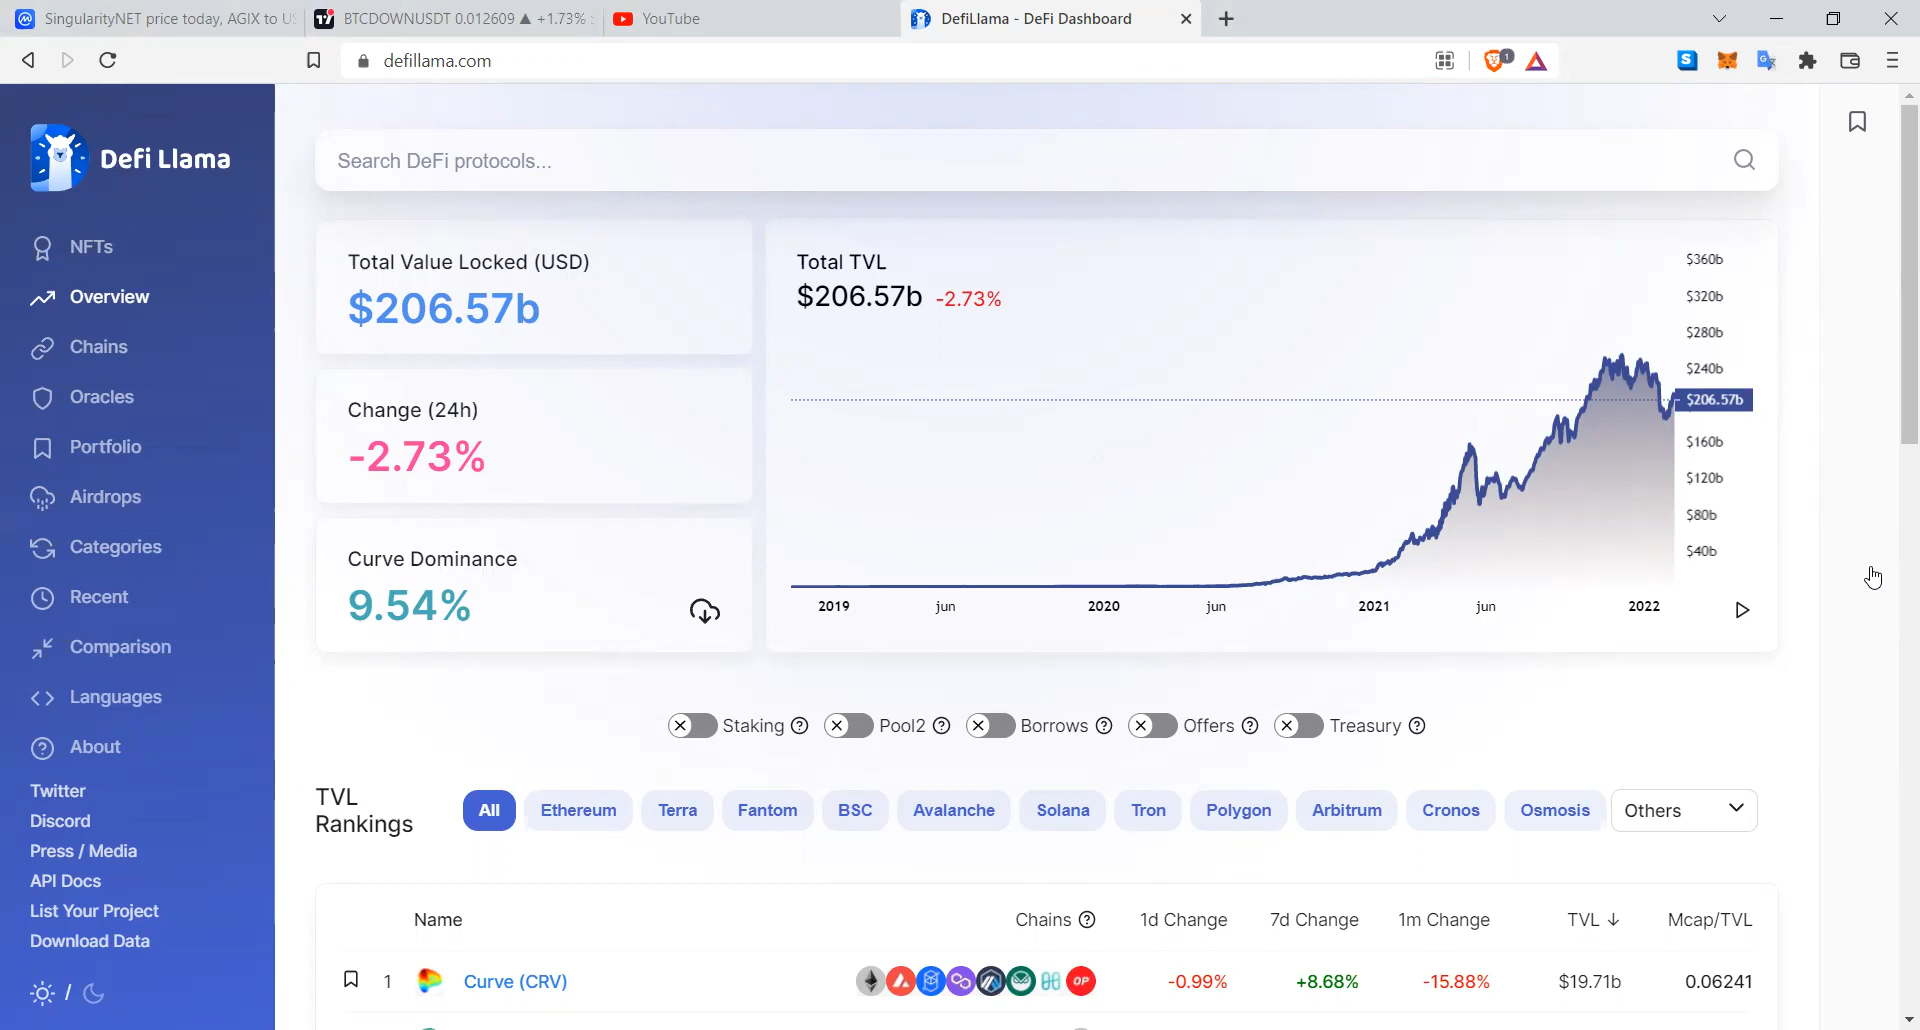 SingularityNET price today, AGIX to US
BTCDOWNUSDT 0.012609 ▲ +1.73%
YouTube
DefiLlama - DeFi Dashboard
defillama.com
1
Defi Llama
NFTs
Overview
Chains
Oracles
Portfolio
Airdrops
Categories
Recent
Comparison
Languages
About
Twitter
Discord
Press / Media
API Docs
List Your Project
Download Data
/
Search DeFi protocols...
Total Value Locked (USD)
$206.57b
Change (24h)
-2.73%
Curve Dominance
9.54%
Total TVL
$206.57b -2.73%
$360b
$320b
$280b
$240b
$206.57b
$160b
$120b
$80b
$40b
2019 jun 2020 jun 2021 jun 2022
Staking Pool2 Borrows Offers Treasury
TVL
Rankings
All Ethereum Terra Fantom BSC Avalanche Solana Tron Polygon Arbitrum Cronos Osmosis Others
Name Chains 1d Change 7d Change 1m Change TVL ↓ Mcap/TVL
1 Curve (CRV) OP -0.99% +8.68% -15.88% $19.71b 0.06241